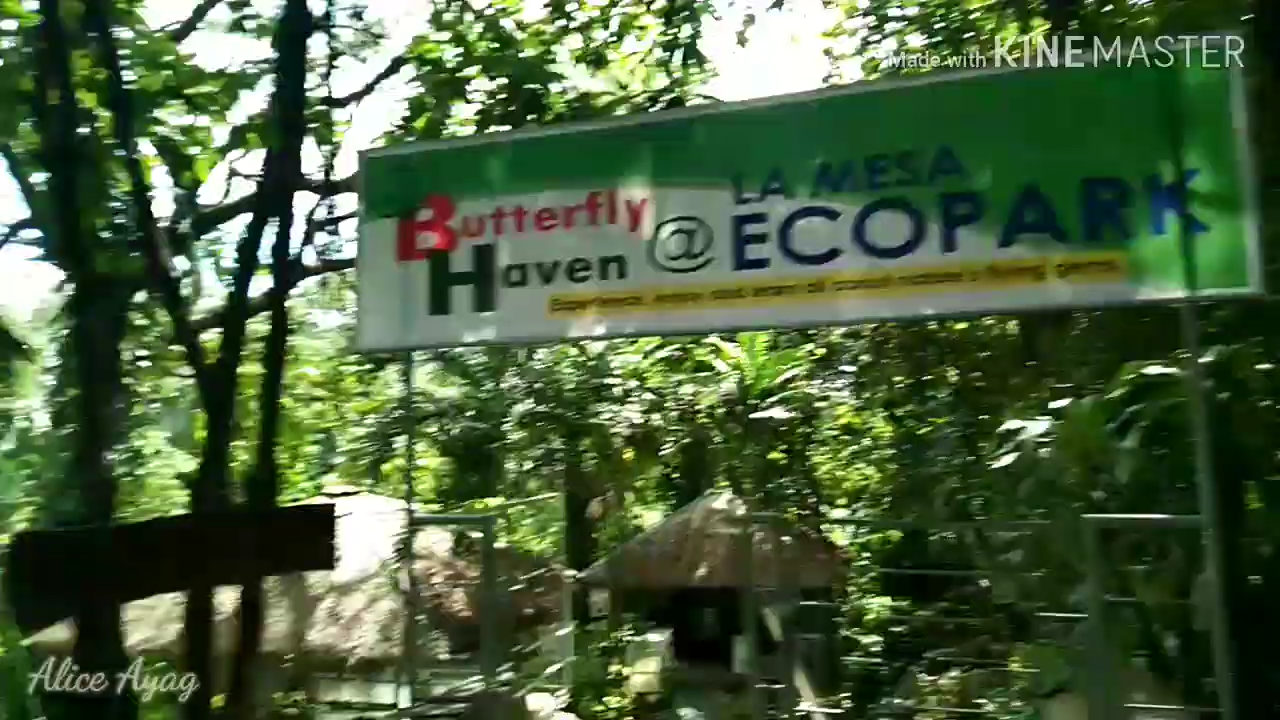 Made with KINEMASTER
Butterfly
Haven @ LA MESA
ECOPARK
Alice Ayag